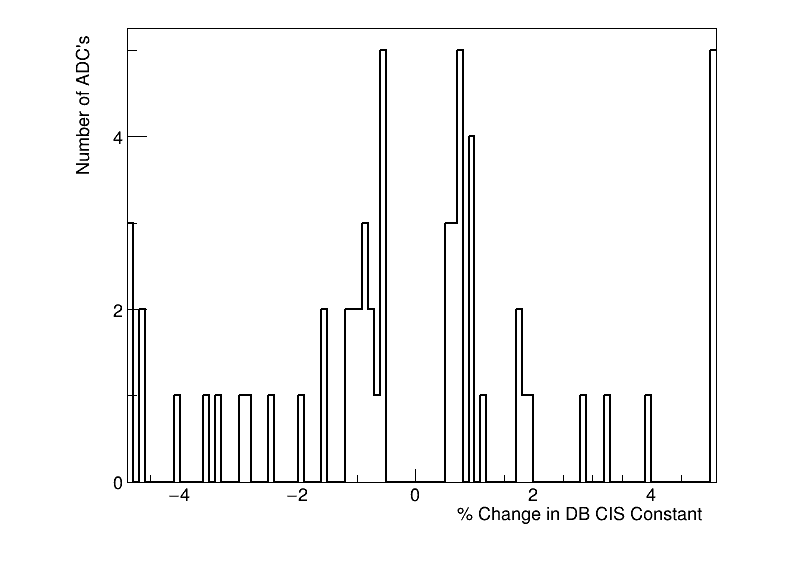 Number of ADC's
4
2
0
−4 −2 0 2 4
% Change in DB CIS Constant